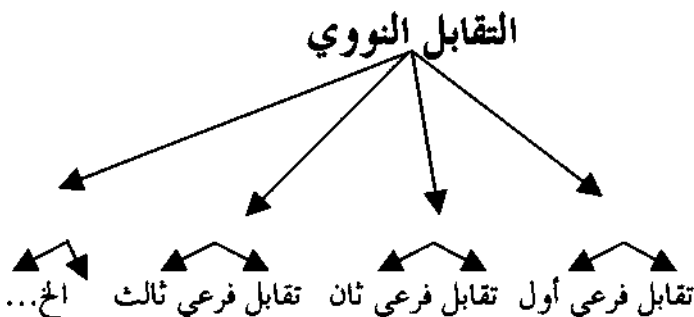 التقابل النووي
تقابل فرعي أول تقابل فرعي ثان تقابل فرعي ثالث الخ...